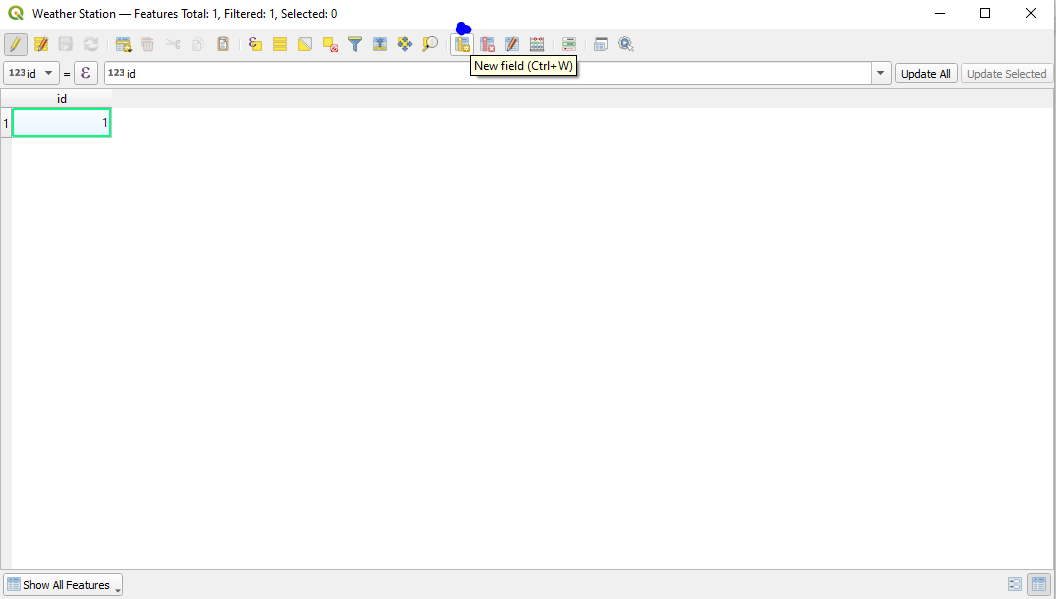 Weather Station — Features Total: 1, Filtered: 1, Selected: 0
New field (Ctrl+W)
123 id = ε 123 id Update All Update Selected
id
1 1
Show All Features